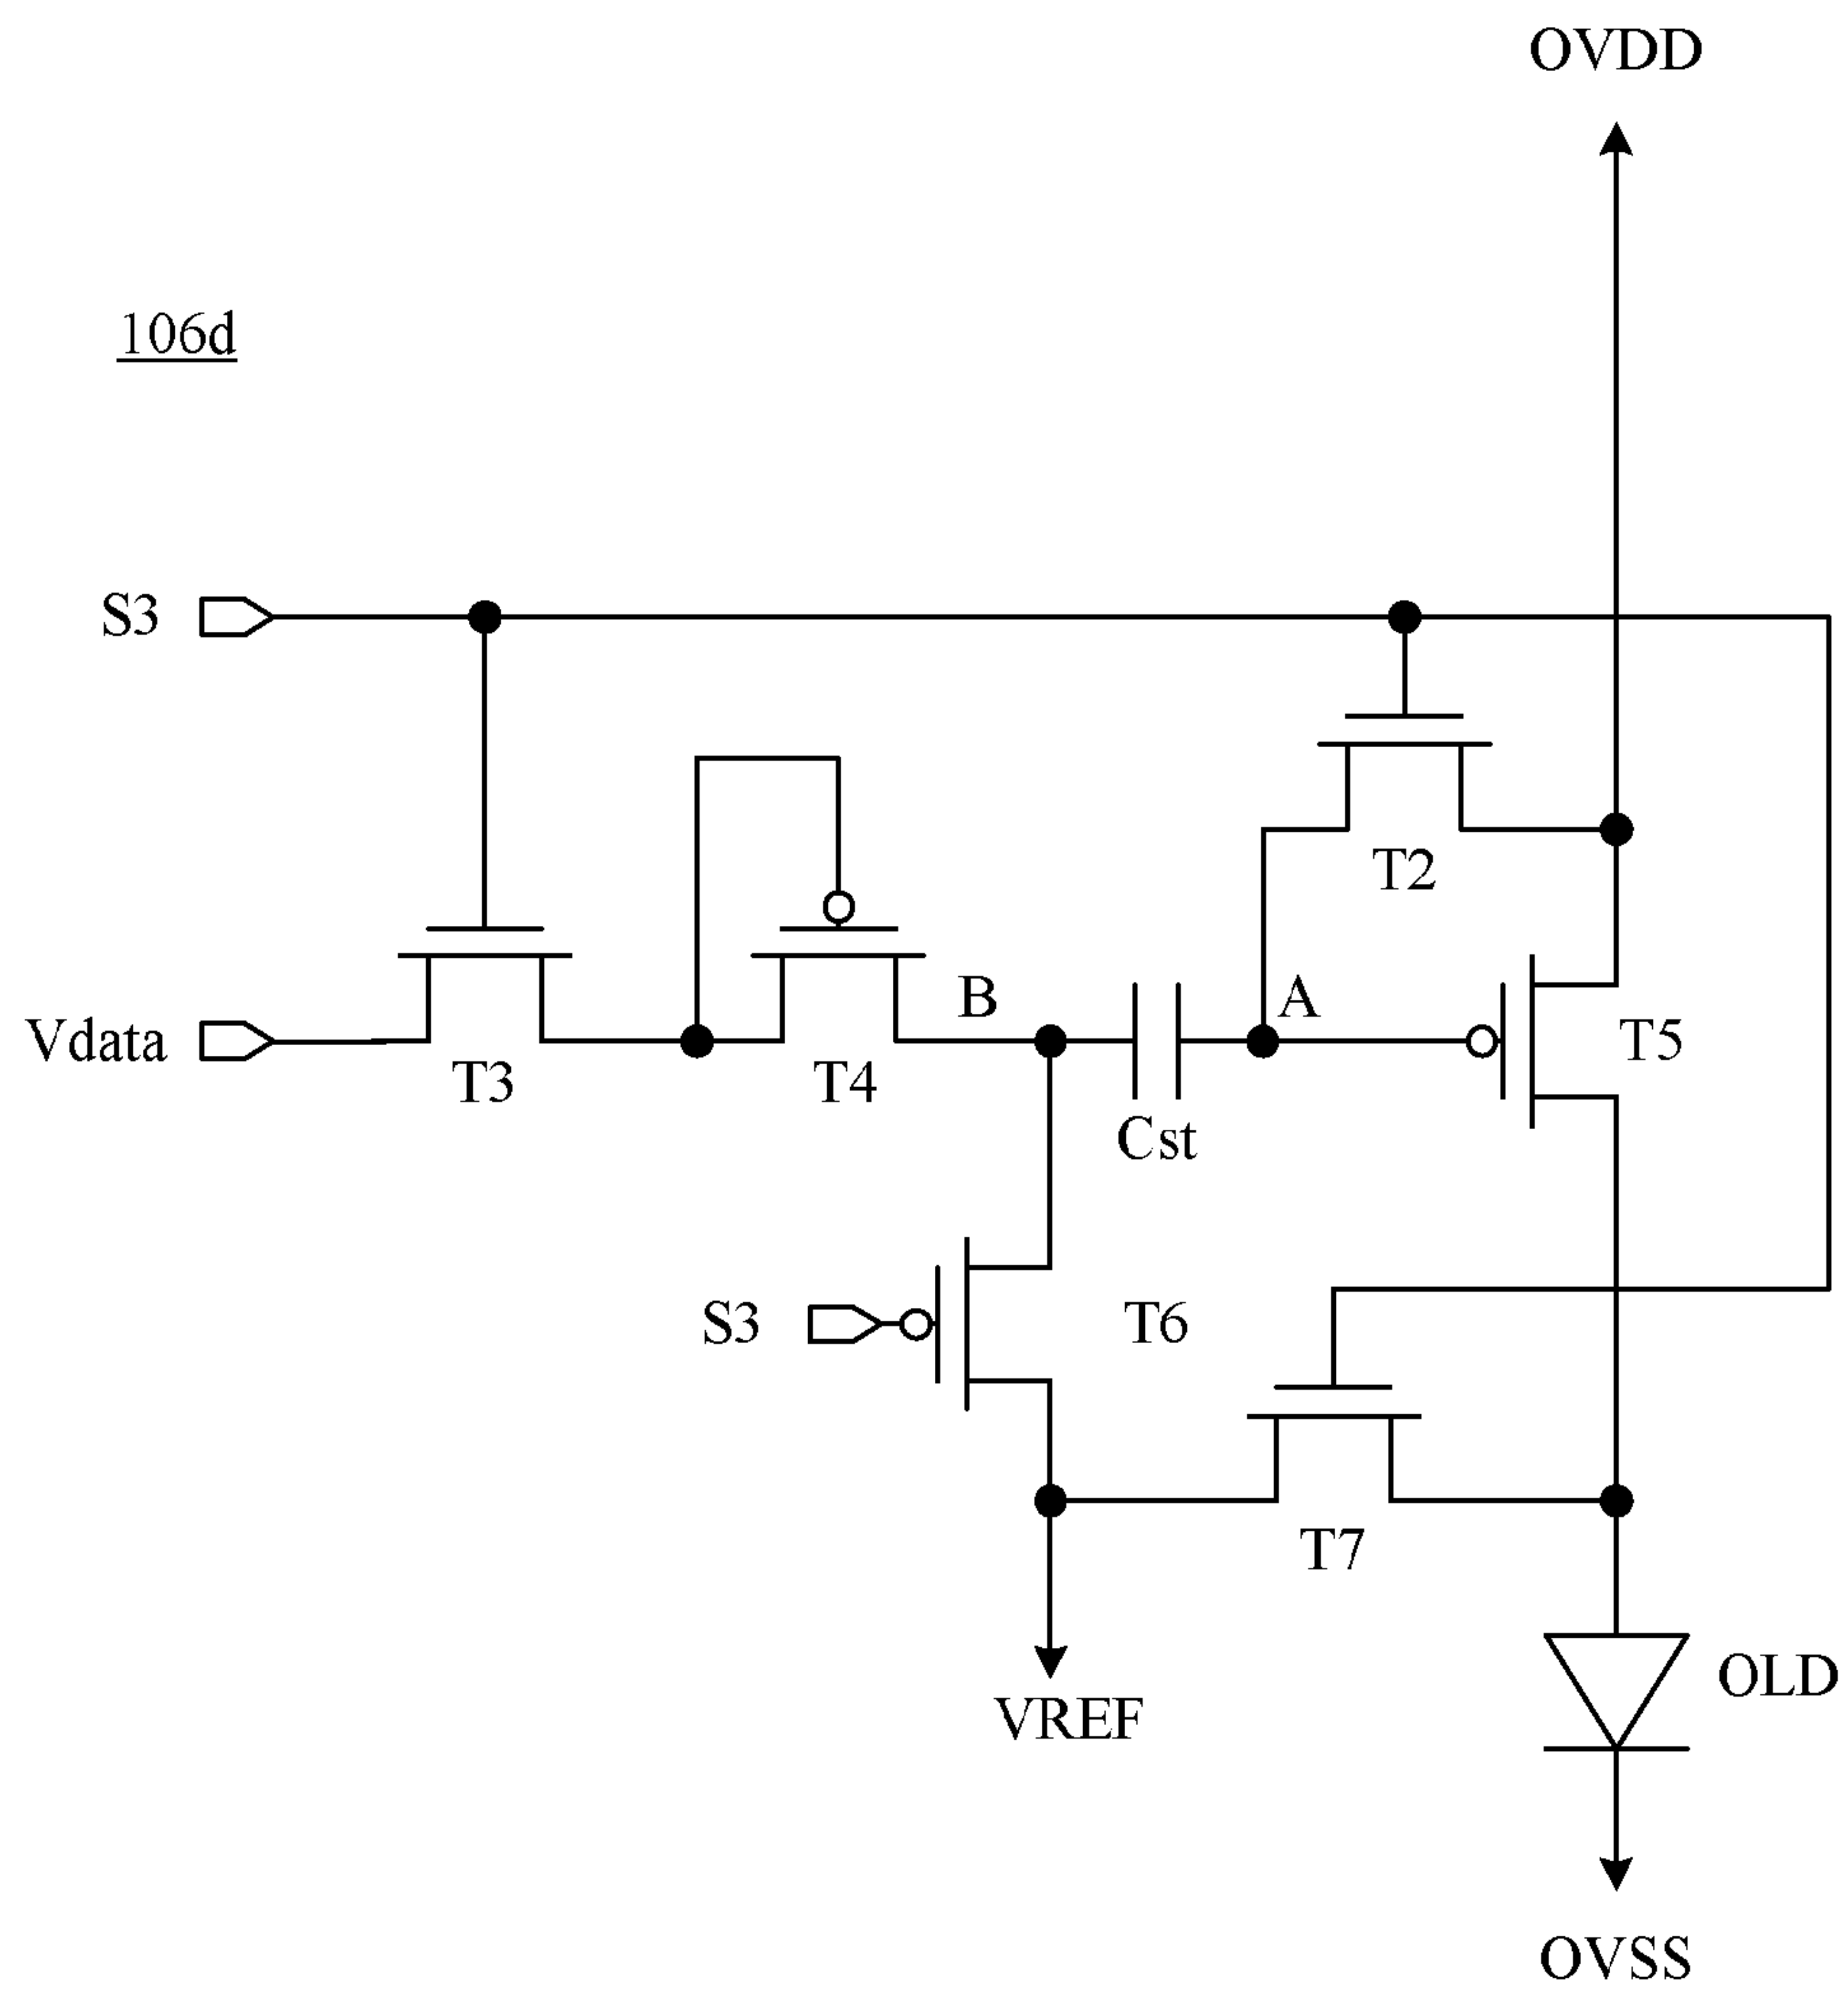 OVDD
106d
S3
T2
Vdata
T3
T4
B
Cst
A
T5
S3
T6
T7
VREF
OLD
OVSS